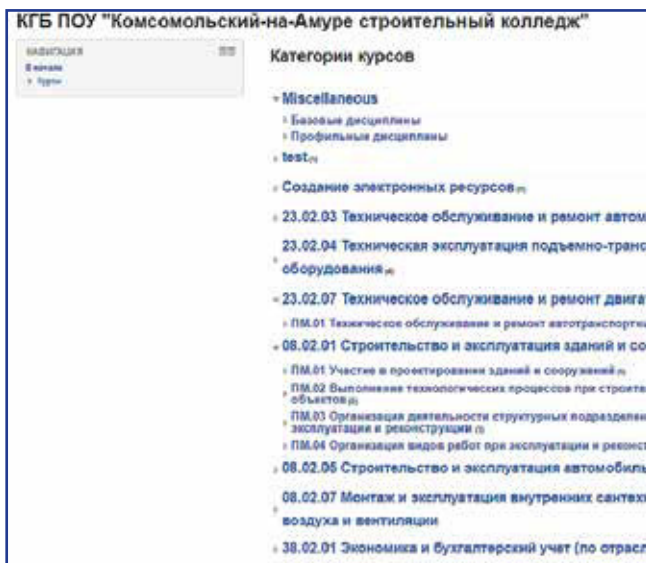 КГБ ПОУ "Комсомольский-на-Амуре строительный колледж"
НАВИГАЦИЯ
В начало
Курсы
Категории курсов
Miscellaneous
Базовые дисциплины
Профильные дисциплины
test
Создание электронных ресурсов
23.02.03 Техническое обслуживание и ремонт автом
23.02.04 Техническая эксплуатация подъемно-транс
оборудования
23.02.07 Техническое обслуживание и ремонт двига
ПМ.01 Техническое обслуживание и ремонт автотранспортн
08.02.01 Строительство и эксплуатация зданий и со
ПМ.01 Участие в проектировании зданий и сооружений
ПМ.02 Выполнение технологических процессов при строите
объектов
ПМ.03 Организация деятельности структурных подразделен
эксплуатации и реконструкции
ПМ.04 Организация видов работ при эксплуатации и реконст
08.02.05 Строительство и эксплуатация автомобиль
08.02.07 Монтаж и эксплуатация внутренних сантех
воздуха и вентиляции
38.02.01 Экономика и бухгалтерский учет (по отрасл